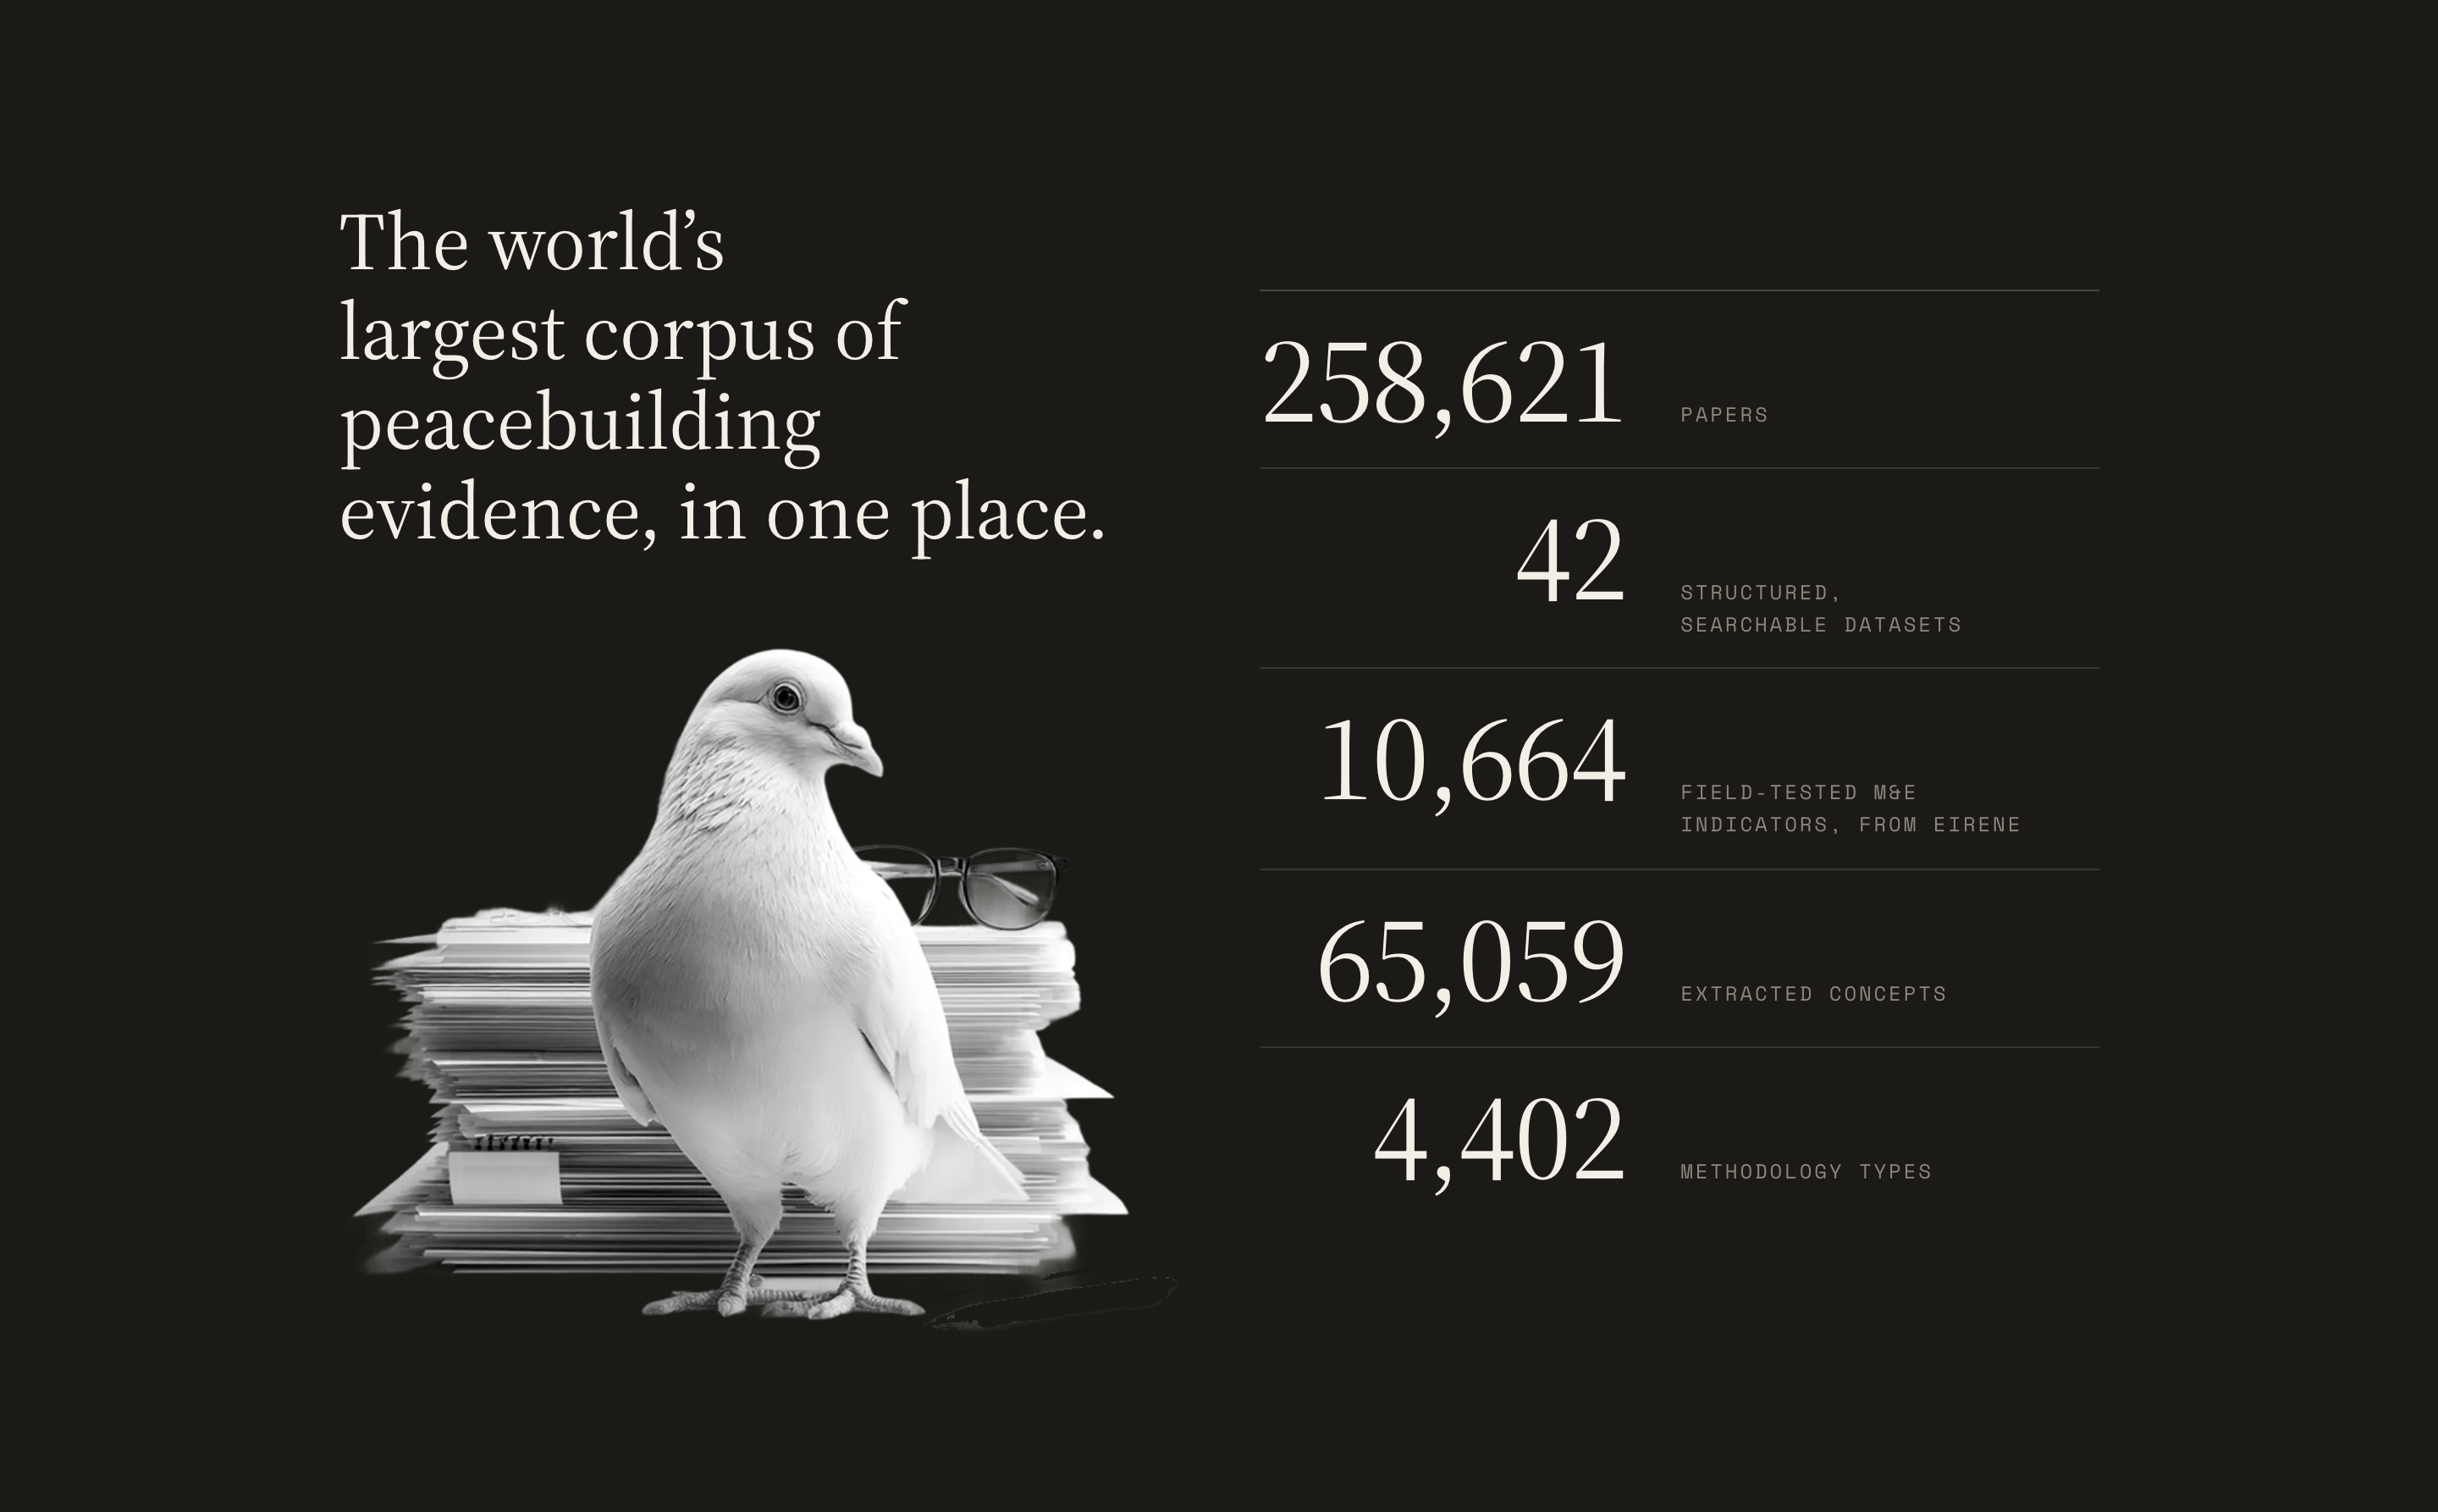 The world’s
largest corpus of
peacebuilding
evidence, in one place.
258,621 PAPERS
42 STRUCTURED,
SEARCHABLE DATASETS
10,664 FIELD-TESTED M&E
INDICATORS, FROM EIRENE
65,059 EXTRACTED CONCEPTS
4,402 METHODOLOGY TYPES